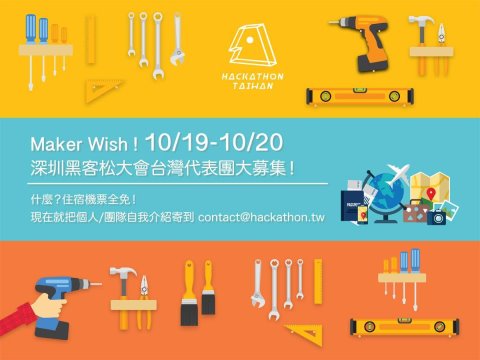 HACKATHON
TAIWAN
Maker Wish ! 10/19-10/20
深圳黑客松大會台灣代表團大募集！
什麼？住宿機票全免！
現在就把個人/團隊自我介紹寄到 contact@hackathon.tw